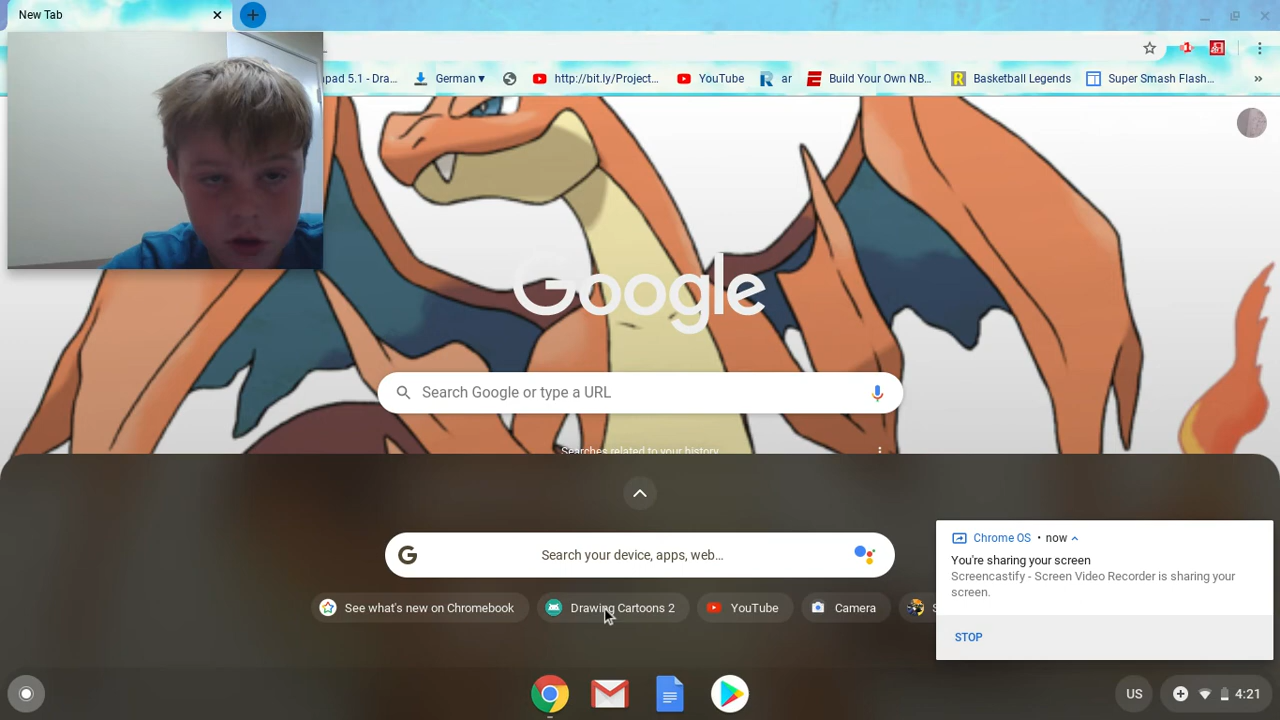 New Tab
pad 5.1 - Dra...
German
http://bit.ly/Project...
YouTube
ar
Build Your Own NB...
Basketball Legends
Super Smash Flash...
Google
Search Google or type a URL
Searches related to your history
Search your device, apps, web...
See what's new on Chromebook
Drawing Cartoons 2
YouTube
Camera
S
Chrome OS • now
You're sharing your screen
Screencastify - Screen Video Recorder is sharing your
screen.
STOP
US
4:21